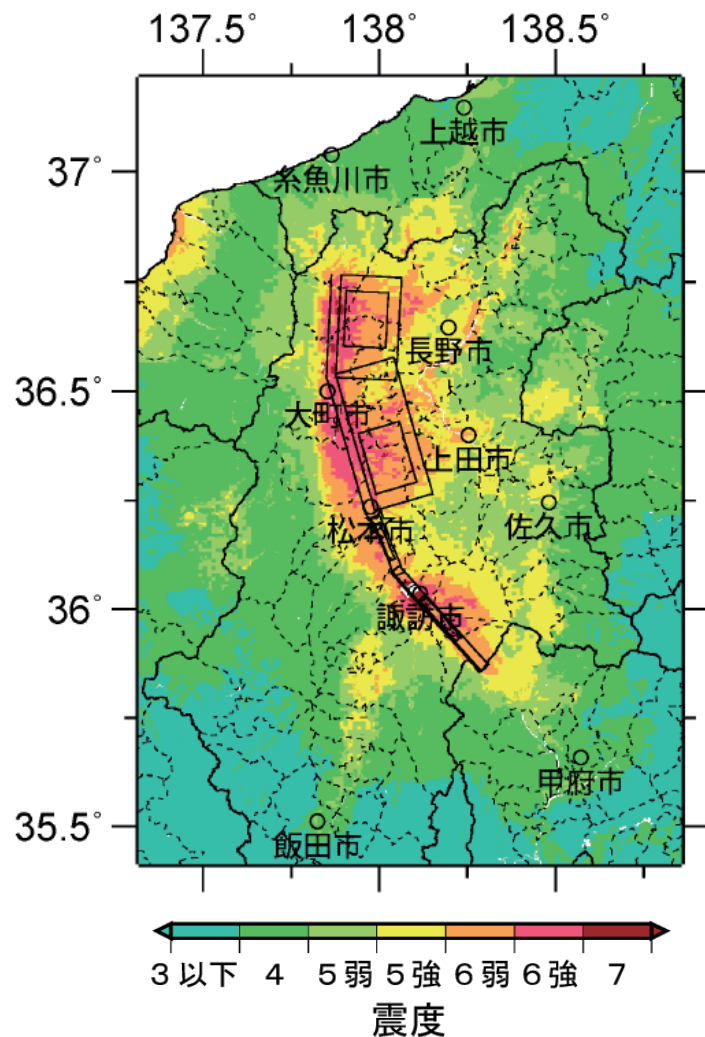 137.5° 138° 138.5°
上越市
37°
糸魚川市
長野市
36.5°
大町市
上田市
佐久市
松本市
36°
諏訪市
甲府市
35.5°
飯田市
3以下 4 5弱 5強 6弱 6強 7
震度